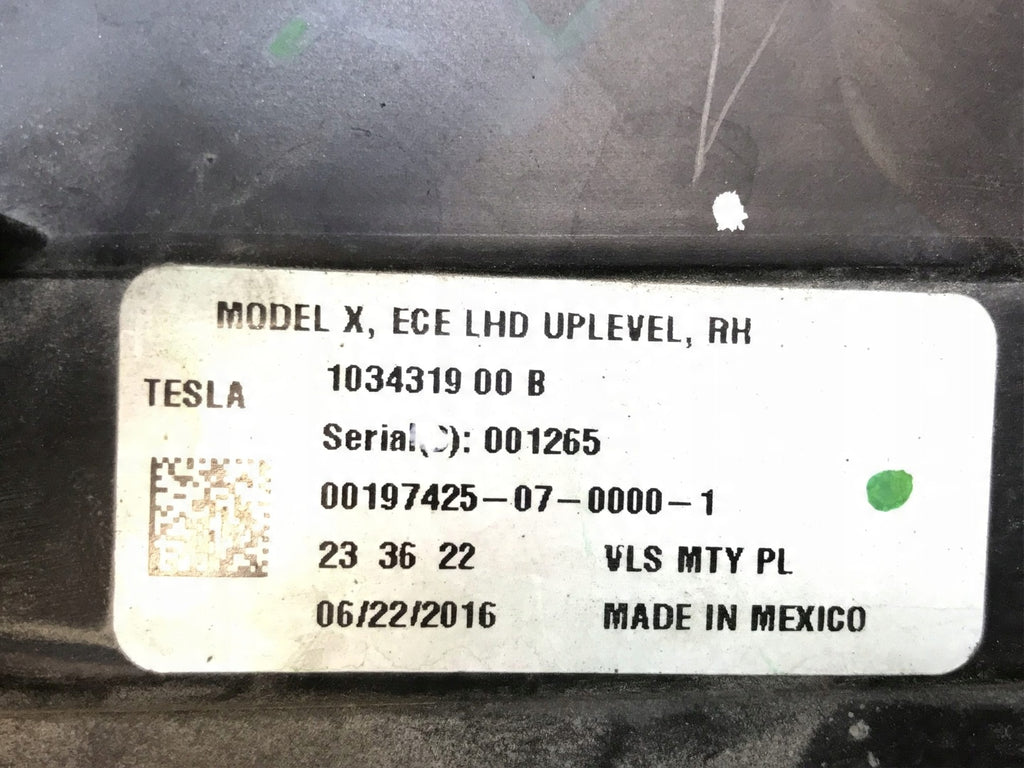 MODEL X, ECE LHD UPLEVEL, RH
TESLA
1034319 00 B
Serial(): 001265
00197425-07-0000-1
23 36 22 VLS MTY PL
06/22/2016 MADE IN MEXICO